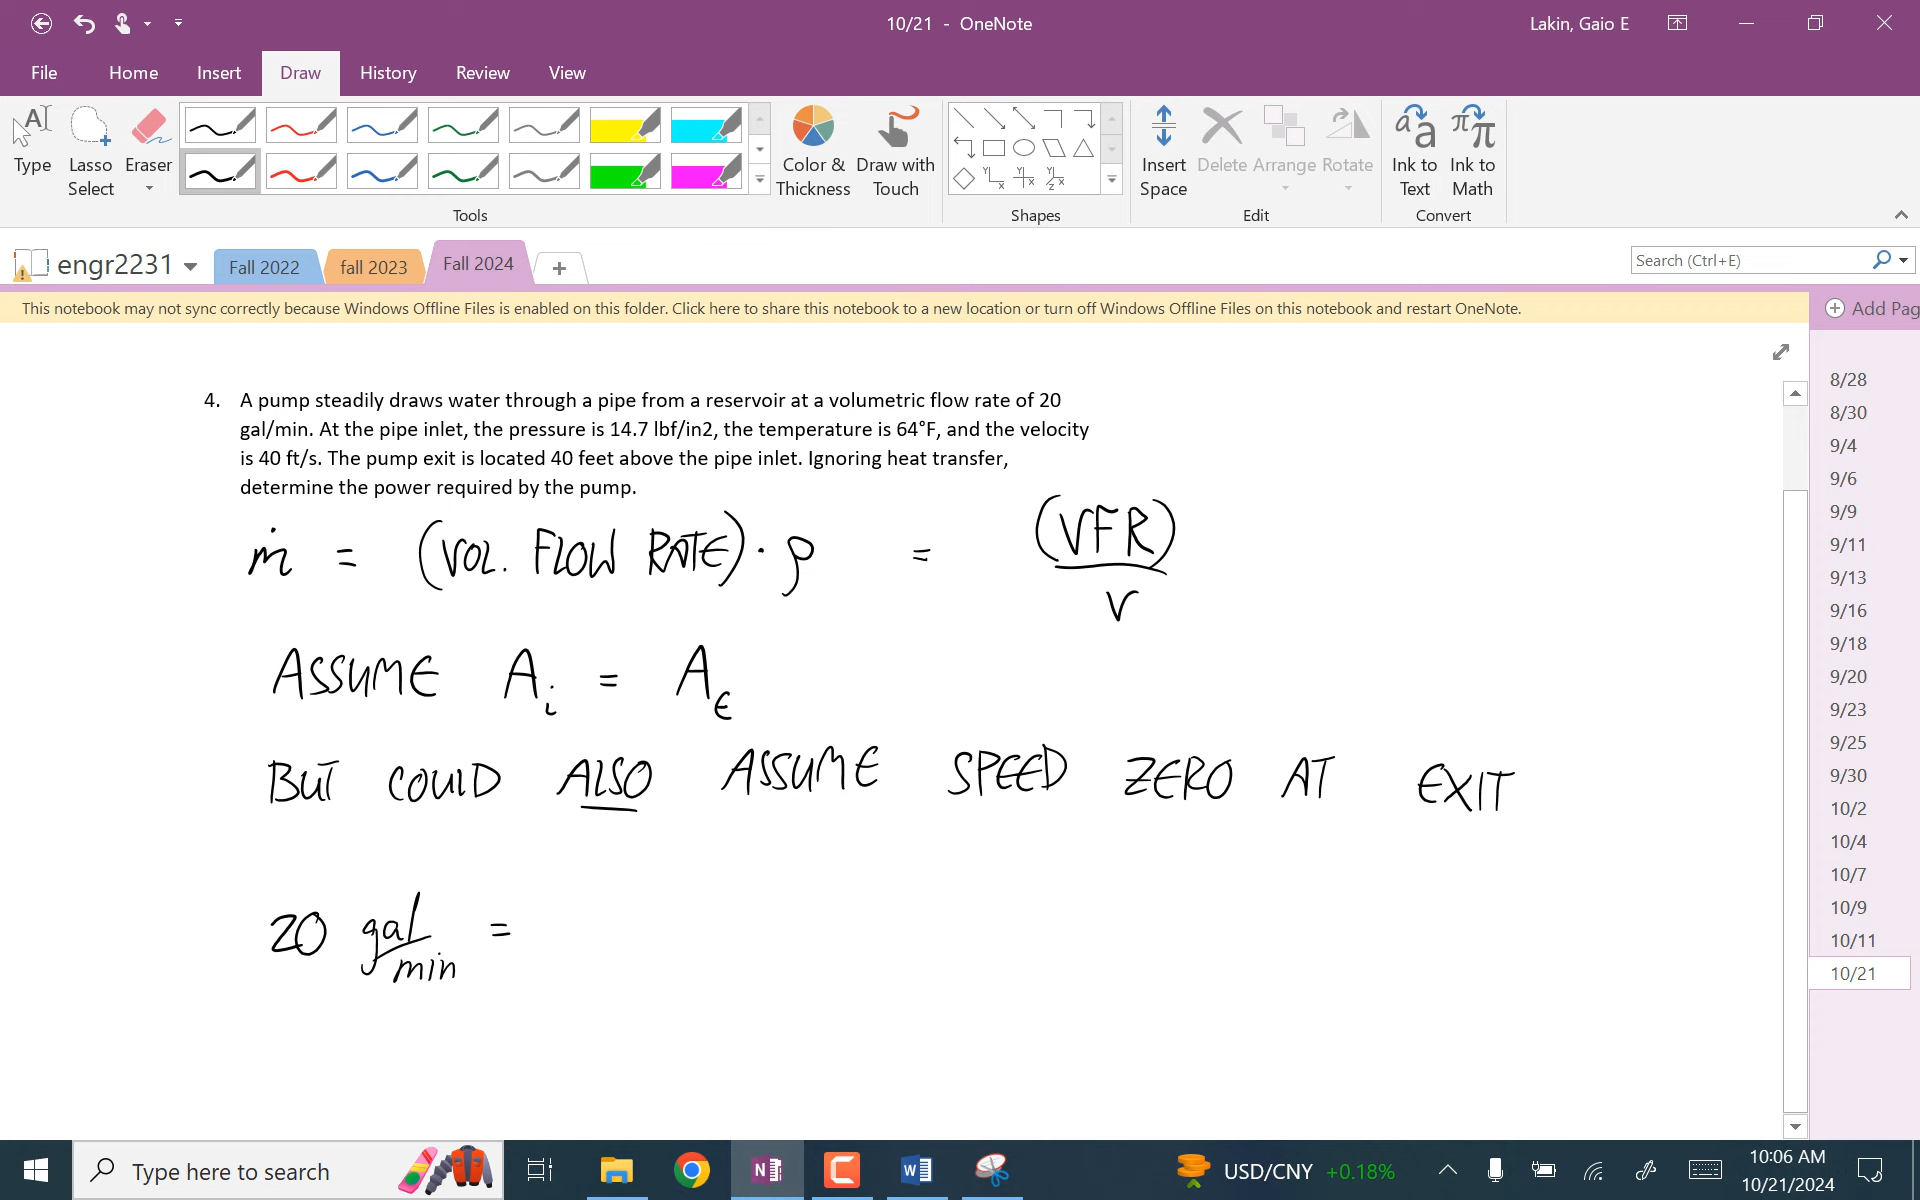 10/21 - OneNote
Lakin, Gaio E
File Home Insert Draw History Review View
Type
Lasso Select
Eraser
Color & Thickness
Draw with Touch
Insert Space
Delete Arrange Rotate
Ink to Text
Ink to Math
Tools Shapes Edit Convert
engr2231 Fall 2022 fall 2023 Fall 2024
Search (Ctrl+E)
This notebook may not sync correctly because Windows Offline Files is enabled on this folder. Click here to share this notebook to a new location or turn off Windows Offline Files on this notebook and restart OneNote.
Add Pag
4. A pump steadily draws water through a pipe from a reservoir at a volumetric flow rate of 20
gal/min. At the pipe inlet, the pressure is 14.7 lbf/in2, the temperature is 64°F, and the velocity
is 40 ft/s. The pump exit is located 40 feet above the pipe inlet. Ignoring heat transfer,
determine the power required by the pump.
ṁ = (VOL. FLOW RATE) · ρ = (VFR) / v
ASSUME A_i = A_E
BUT COULD ALSO ASSUME SPEED ZERO AT EXIT
20 gal/min =
8/28
8/30
9/4
9/6
9/9
9/11
9/13
9/16
9/18
9/20
9/23
9/25
9/30
10/2
10/4
10/7
10/9
10/11
10/21
Type here to search
USD/CNY +0.18%
10:06 AM
10/21/2024